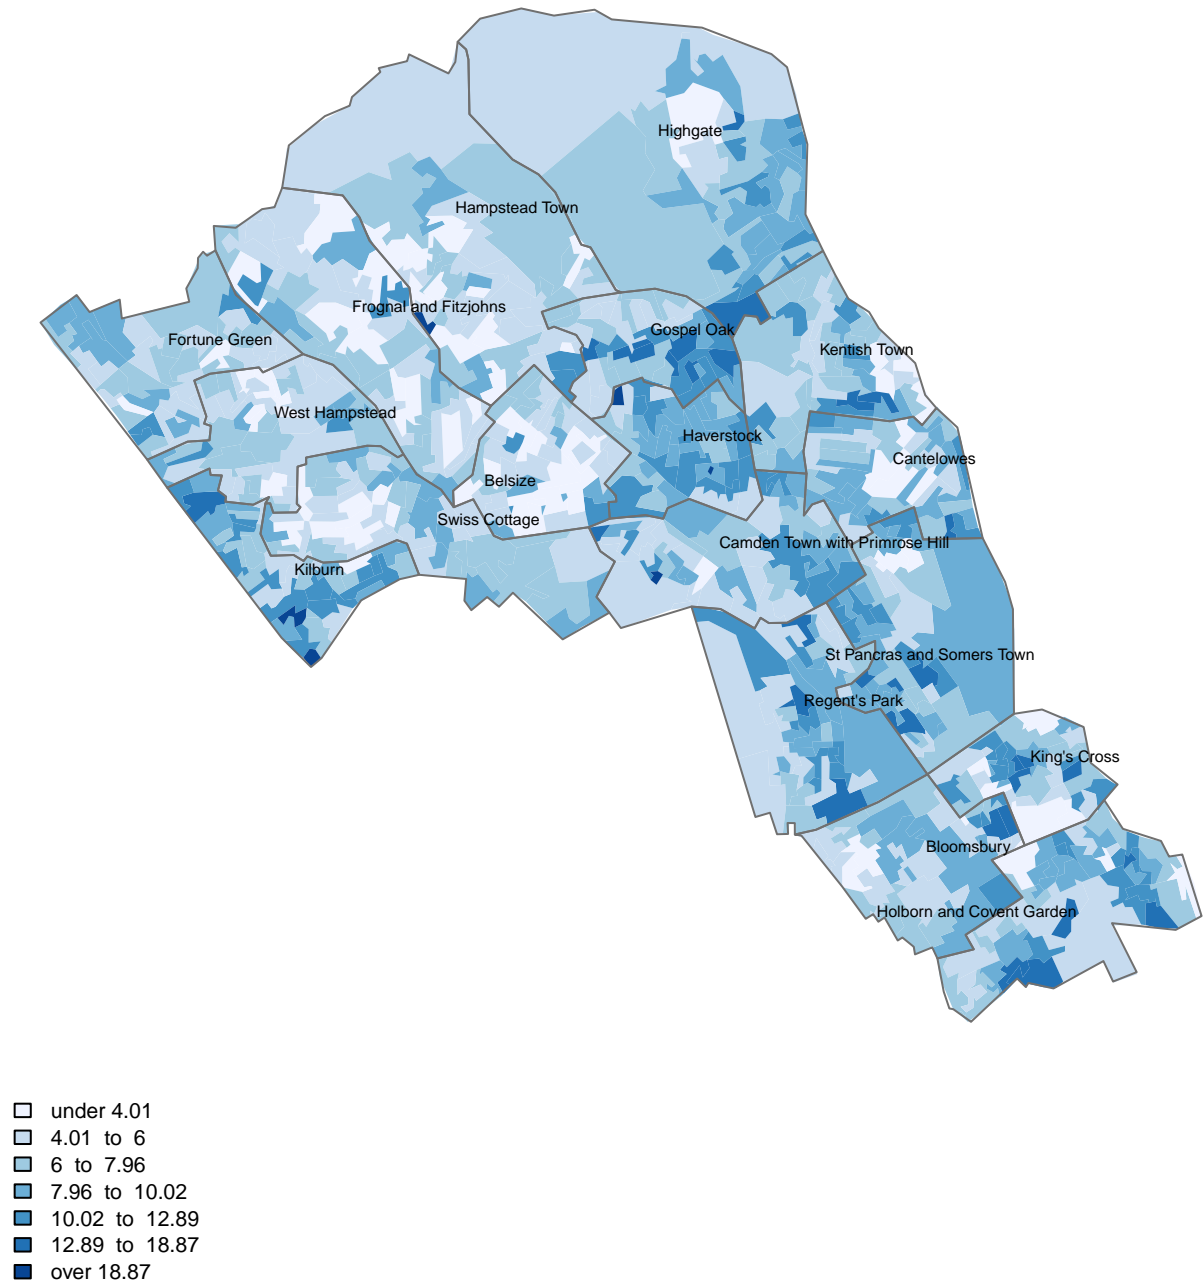 Highgate
Hampstead Town
Frognal and Fitzjohns
Gospel Oak
Fortune Green
Kentish Town
West Hampstead
Haverstock
Cantelowes
Belsize
Swiss Cottage
Camden Town with Primrose Hill
Kilburn
St Pancras and Somers Town
Regent's Park
King's Cross
Bloomsbury
Holborn and Covent Garden
under 4.01
4.01 to 6
6 to 7.96
7.96 to 10.02
10.02 to 12.89
12.89 to 18.87
over 18.87